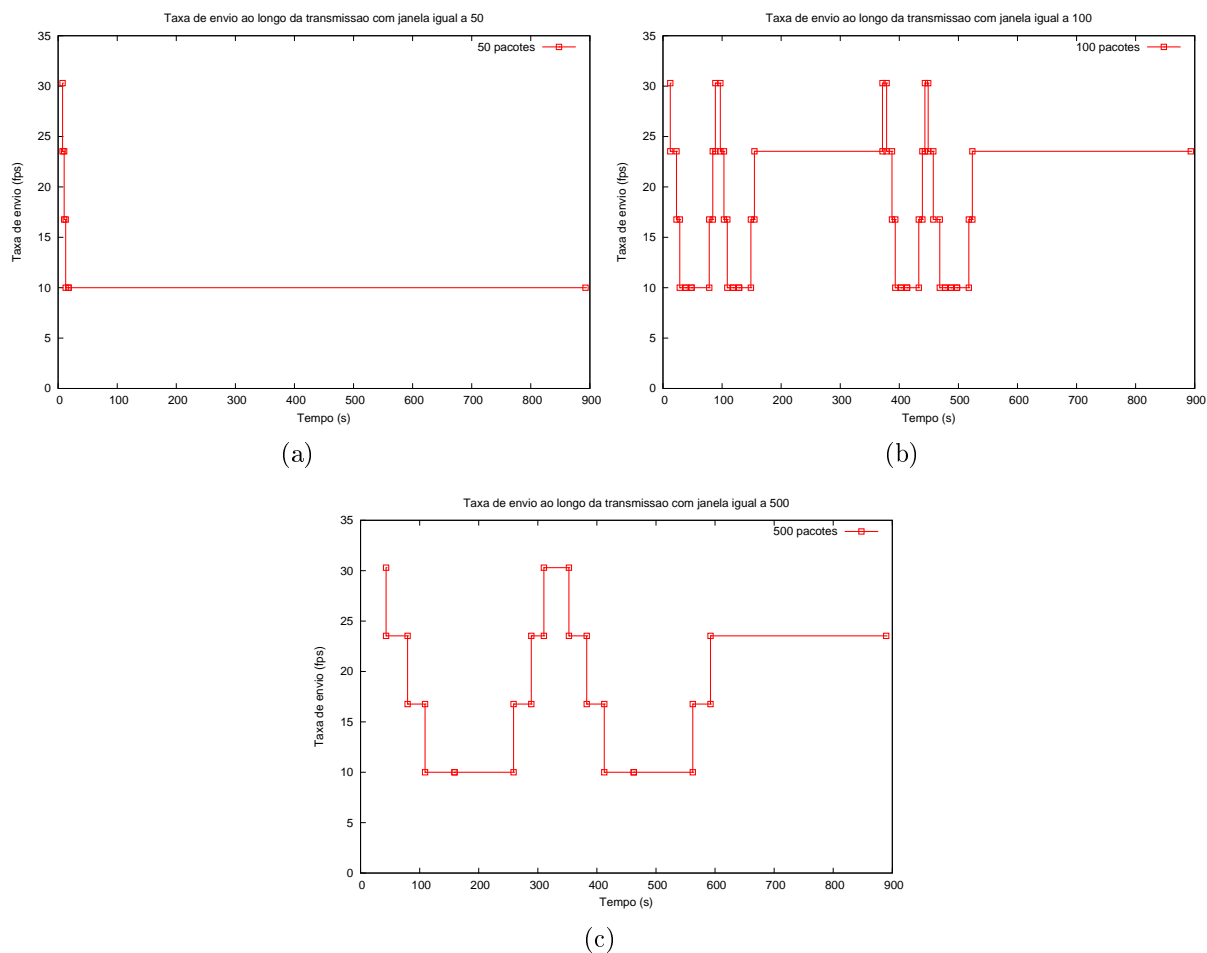 Taxa de envio ao longo da transmissao com janela igual a 50
50 pacotes
Taxa de envio (fps)
35
30
25
20
15
10
5
0
0 100 200 300 400 500 600 700 800 900
Tempo (s)
(a)
Taxa de envio ao longo da transmissao com janela igual a 100
100 pacotes
Taxa de envio (fps)
35
30
25
20
15
10
5
0
0 100 200 300 400 500 600 700 800 900
Tempo (s)
(b)
Taxa de envio ao longo da transmissao com janela igual a 500
500 pacotes
Taxa de envio (fps)
35
30
25
20
15
10
5
0
0 100 200 300 400 500 600 700 800 900
Tempo (s)
(c)